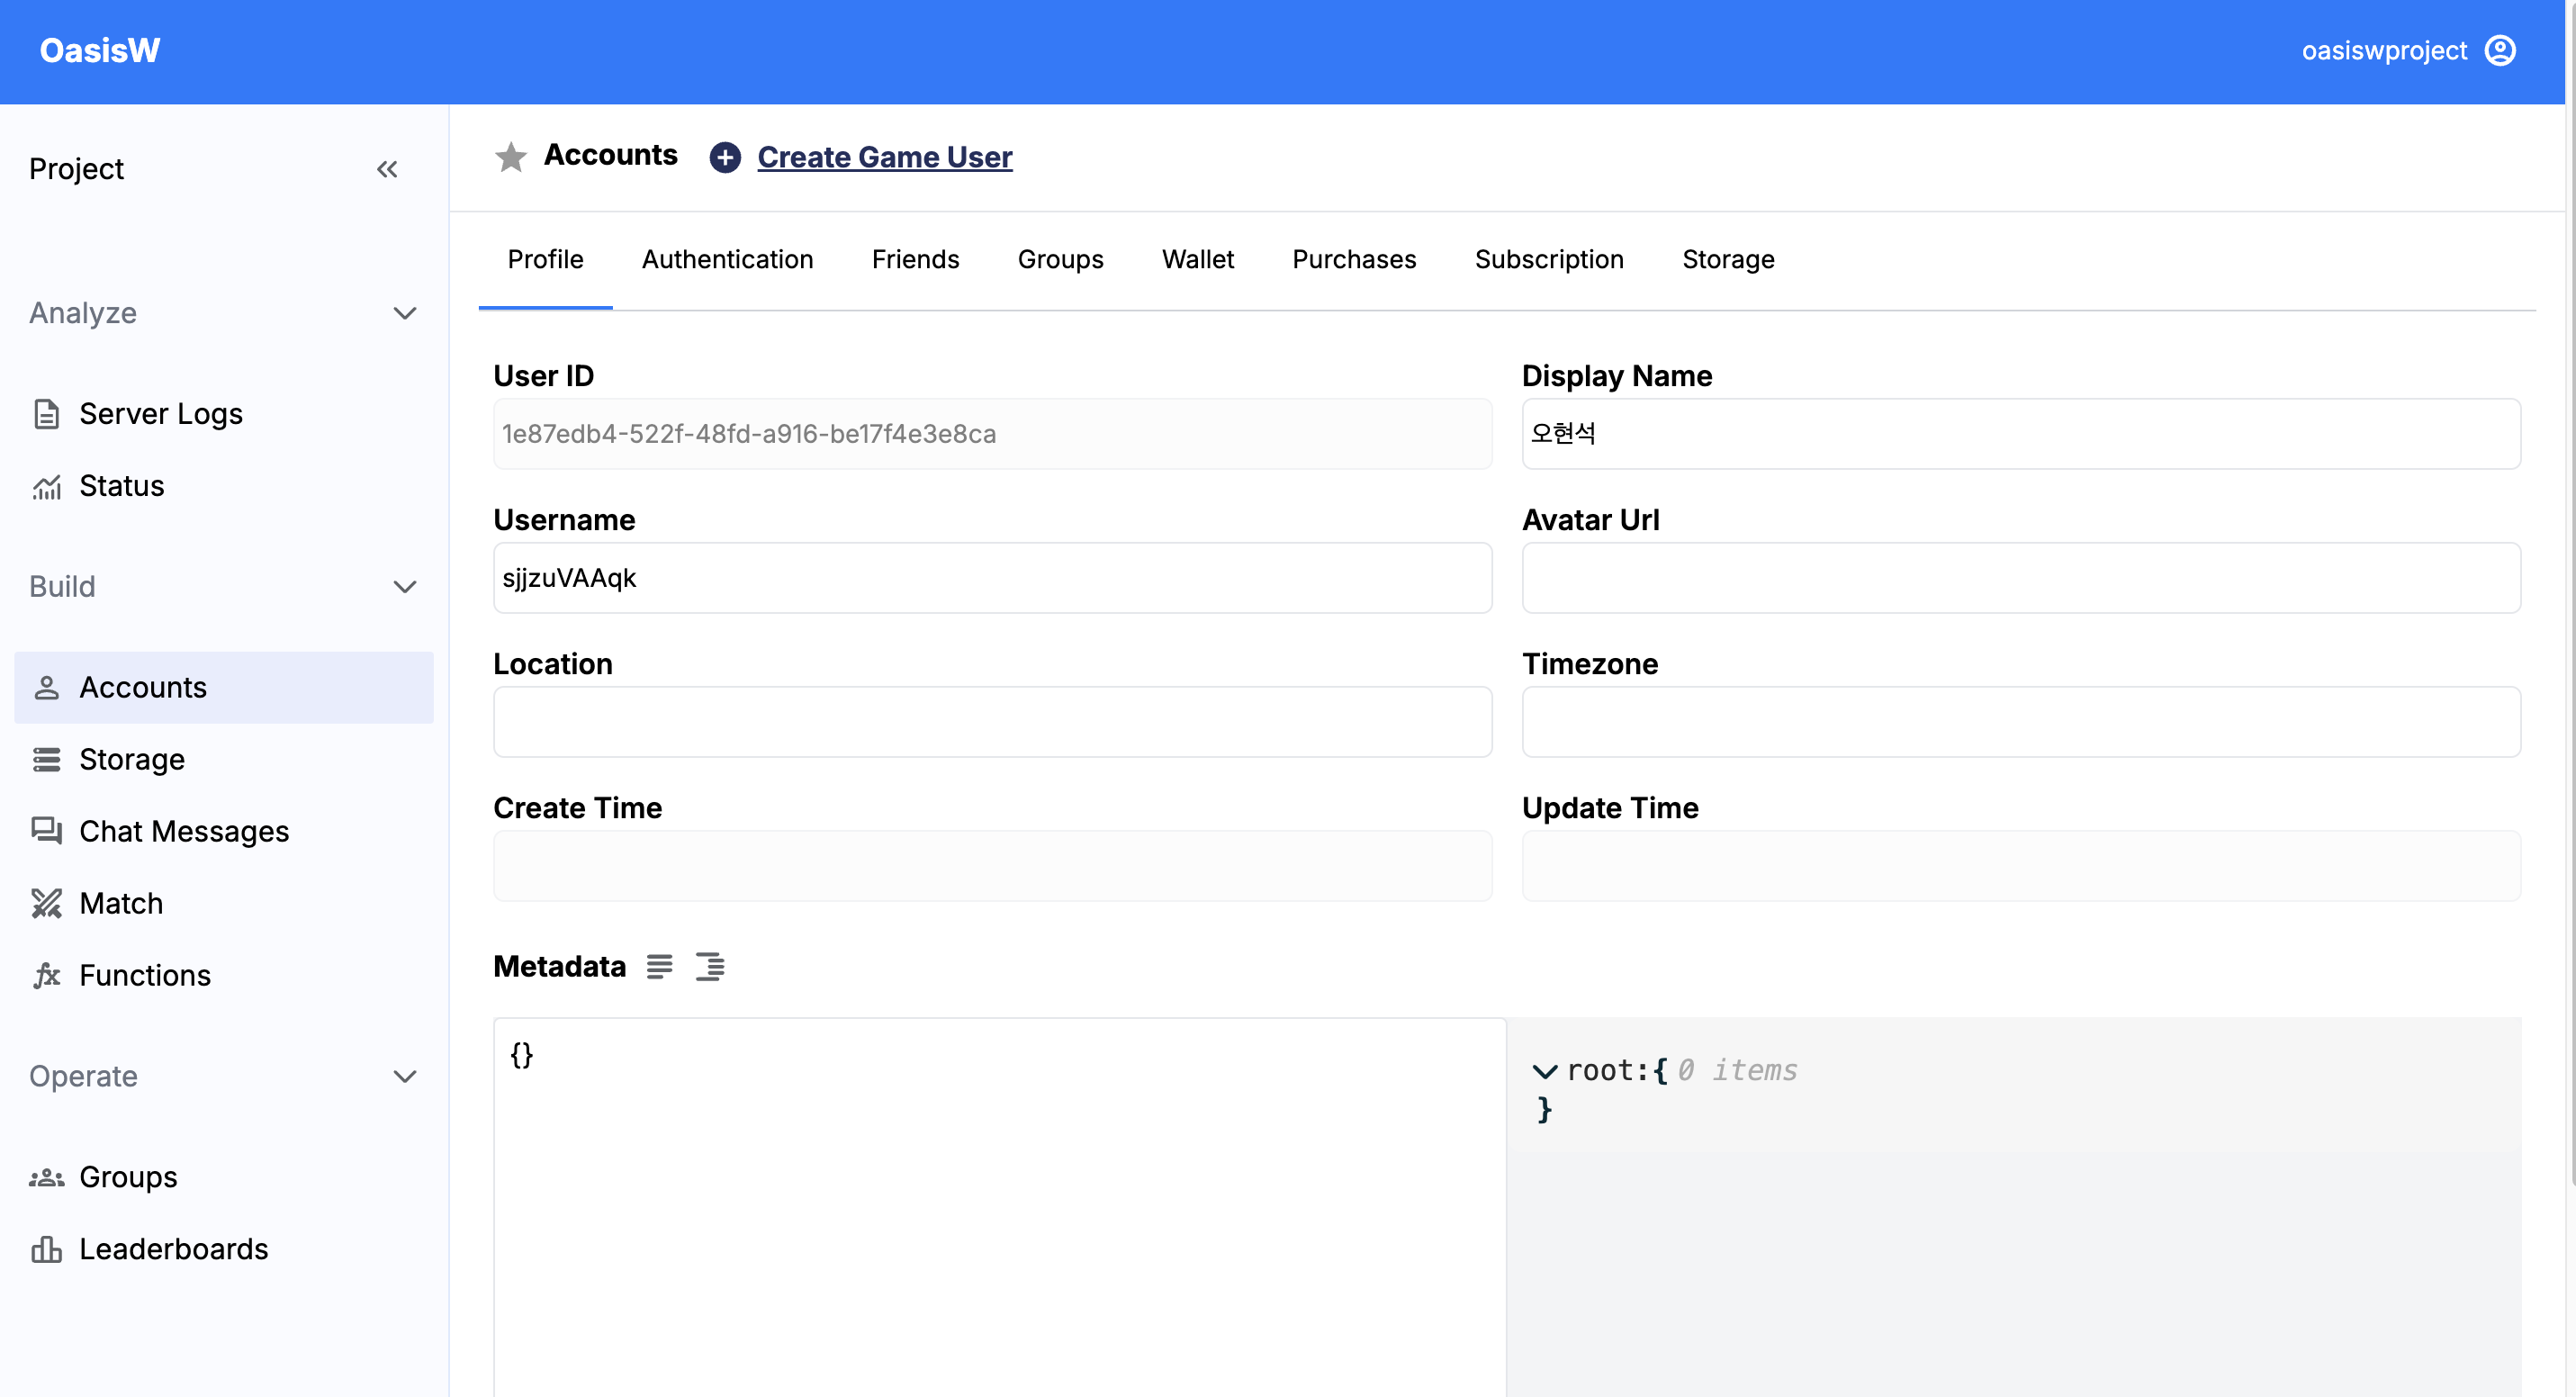 OasisW
oasiswproject
Project
Analyze
Server Logs
Status
Build
Accounts
Storage
Chat Messages
Match
Functions
Operate
Groups
Leaderboards
Accounts
Create Game User
Profile Authentication Friends Groups Wallet Purchases Subscription Storage
User ID
1e87edb4-522f-48fd-a916-be17f4e3e8ca
Display Name
오현석
Username
sjjzuVAAqk
Avatar Url
Location
Timezone
Create Time
Update Time
Metadata
{}
root:{ 0 items
}